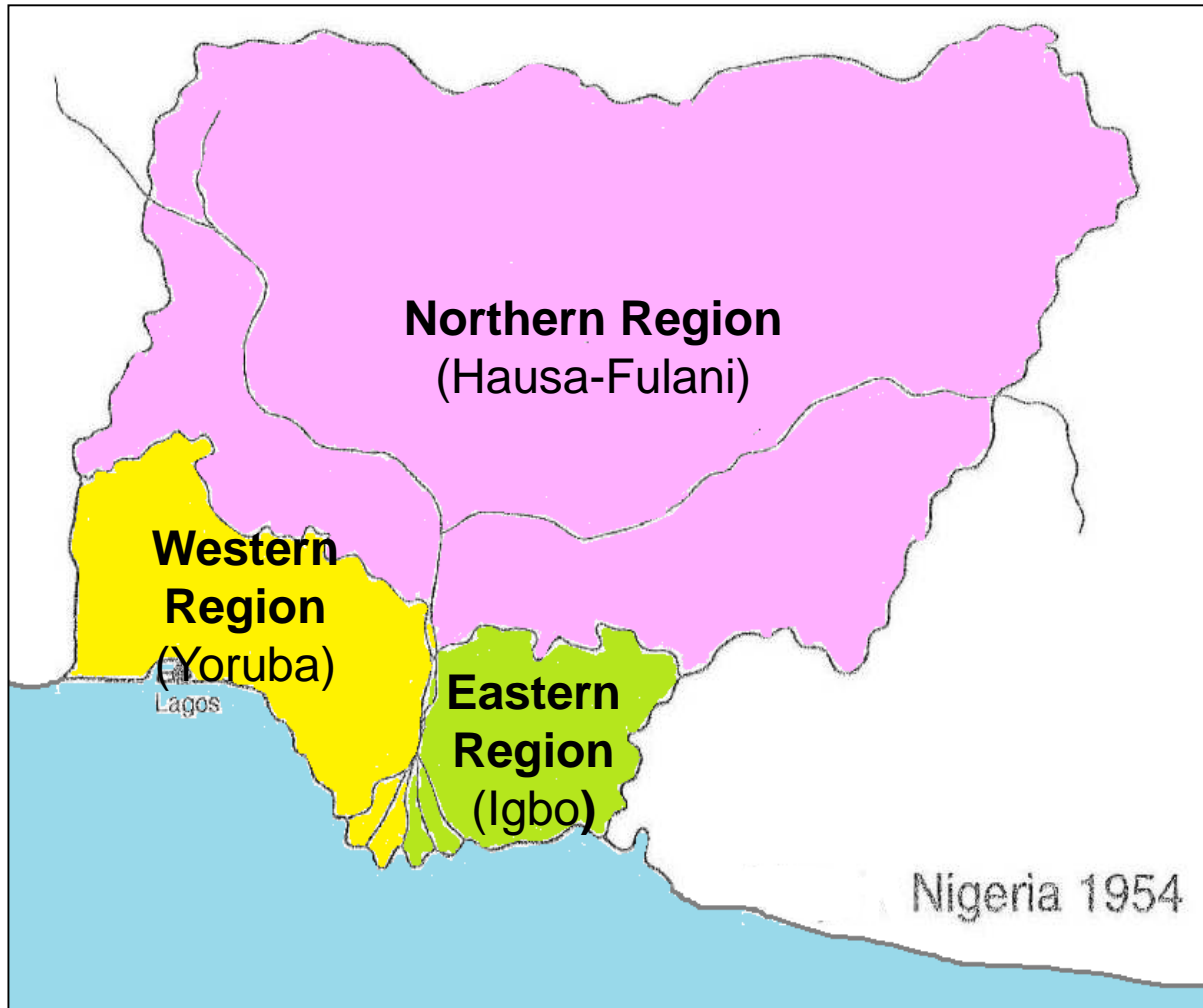 Northern Region
(Hausa-Fulani)
Western
Region
(Yoruba)
Lagos
Eastern
Region
(Igbo)
Nigeria 1954